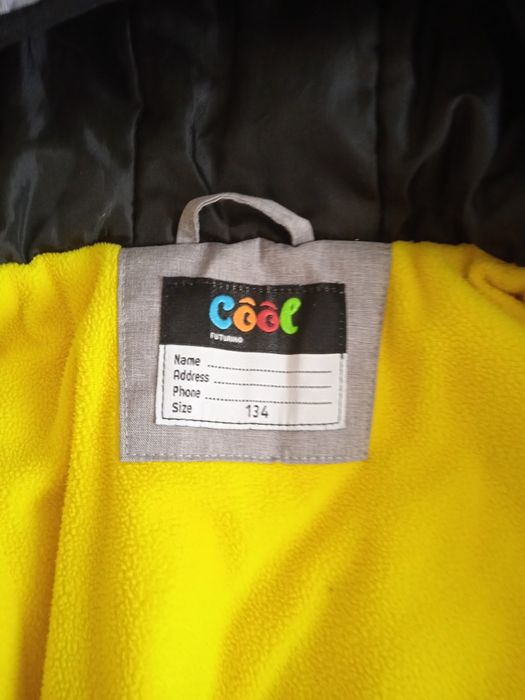 Côôl
FUTURINO
Name
Address
Phone
Size 134